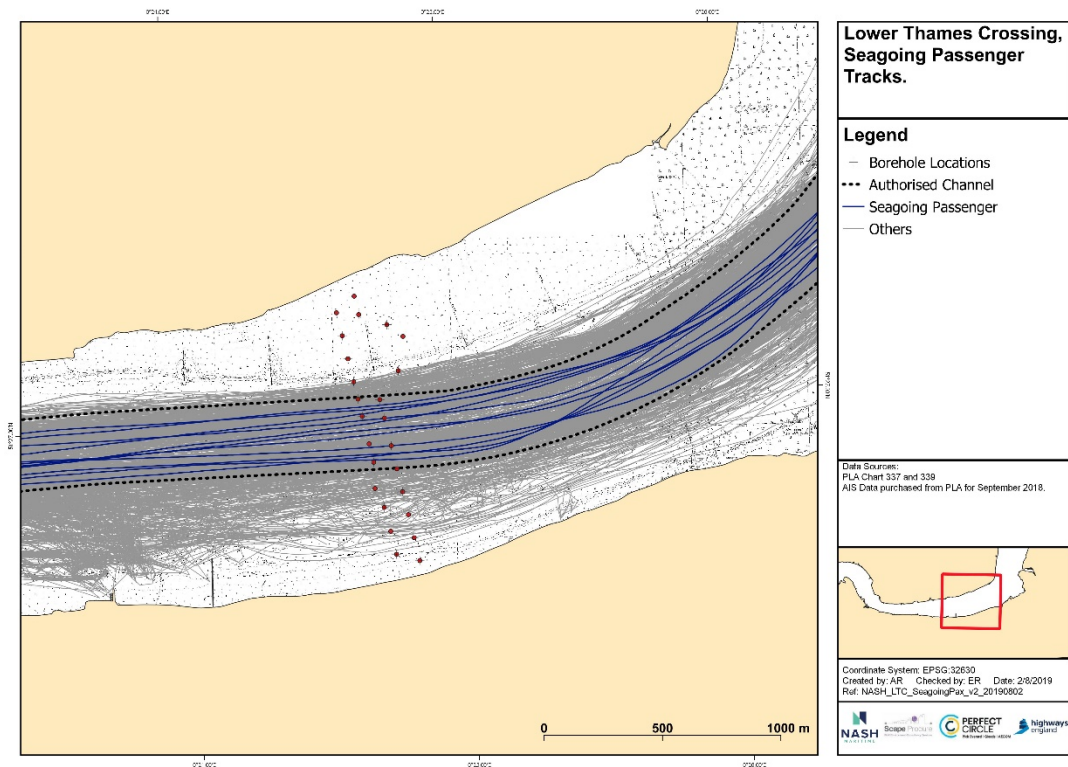 Lower Thames Crossing,
Seagoing Passenger
Tracks.
Legend
Borehole Locations
Authorised Channel
Seagoing Passenger
Others
Data Sources:
PLA Chart 337 and 339
AIS Data purchased from PLA for September 2018.
0 500 1000 m
Coordinate System: EPSG:32630
Created by: AR Checked by: ER Date: 2/8/2019
Ref: NASH_LTC_SeagoingPax_v2_20190802
NASH
MARITIME
Scape Procure
PERFECT
CIRCLE
highways
england